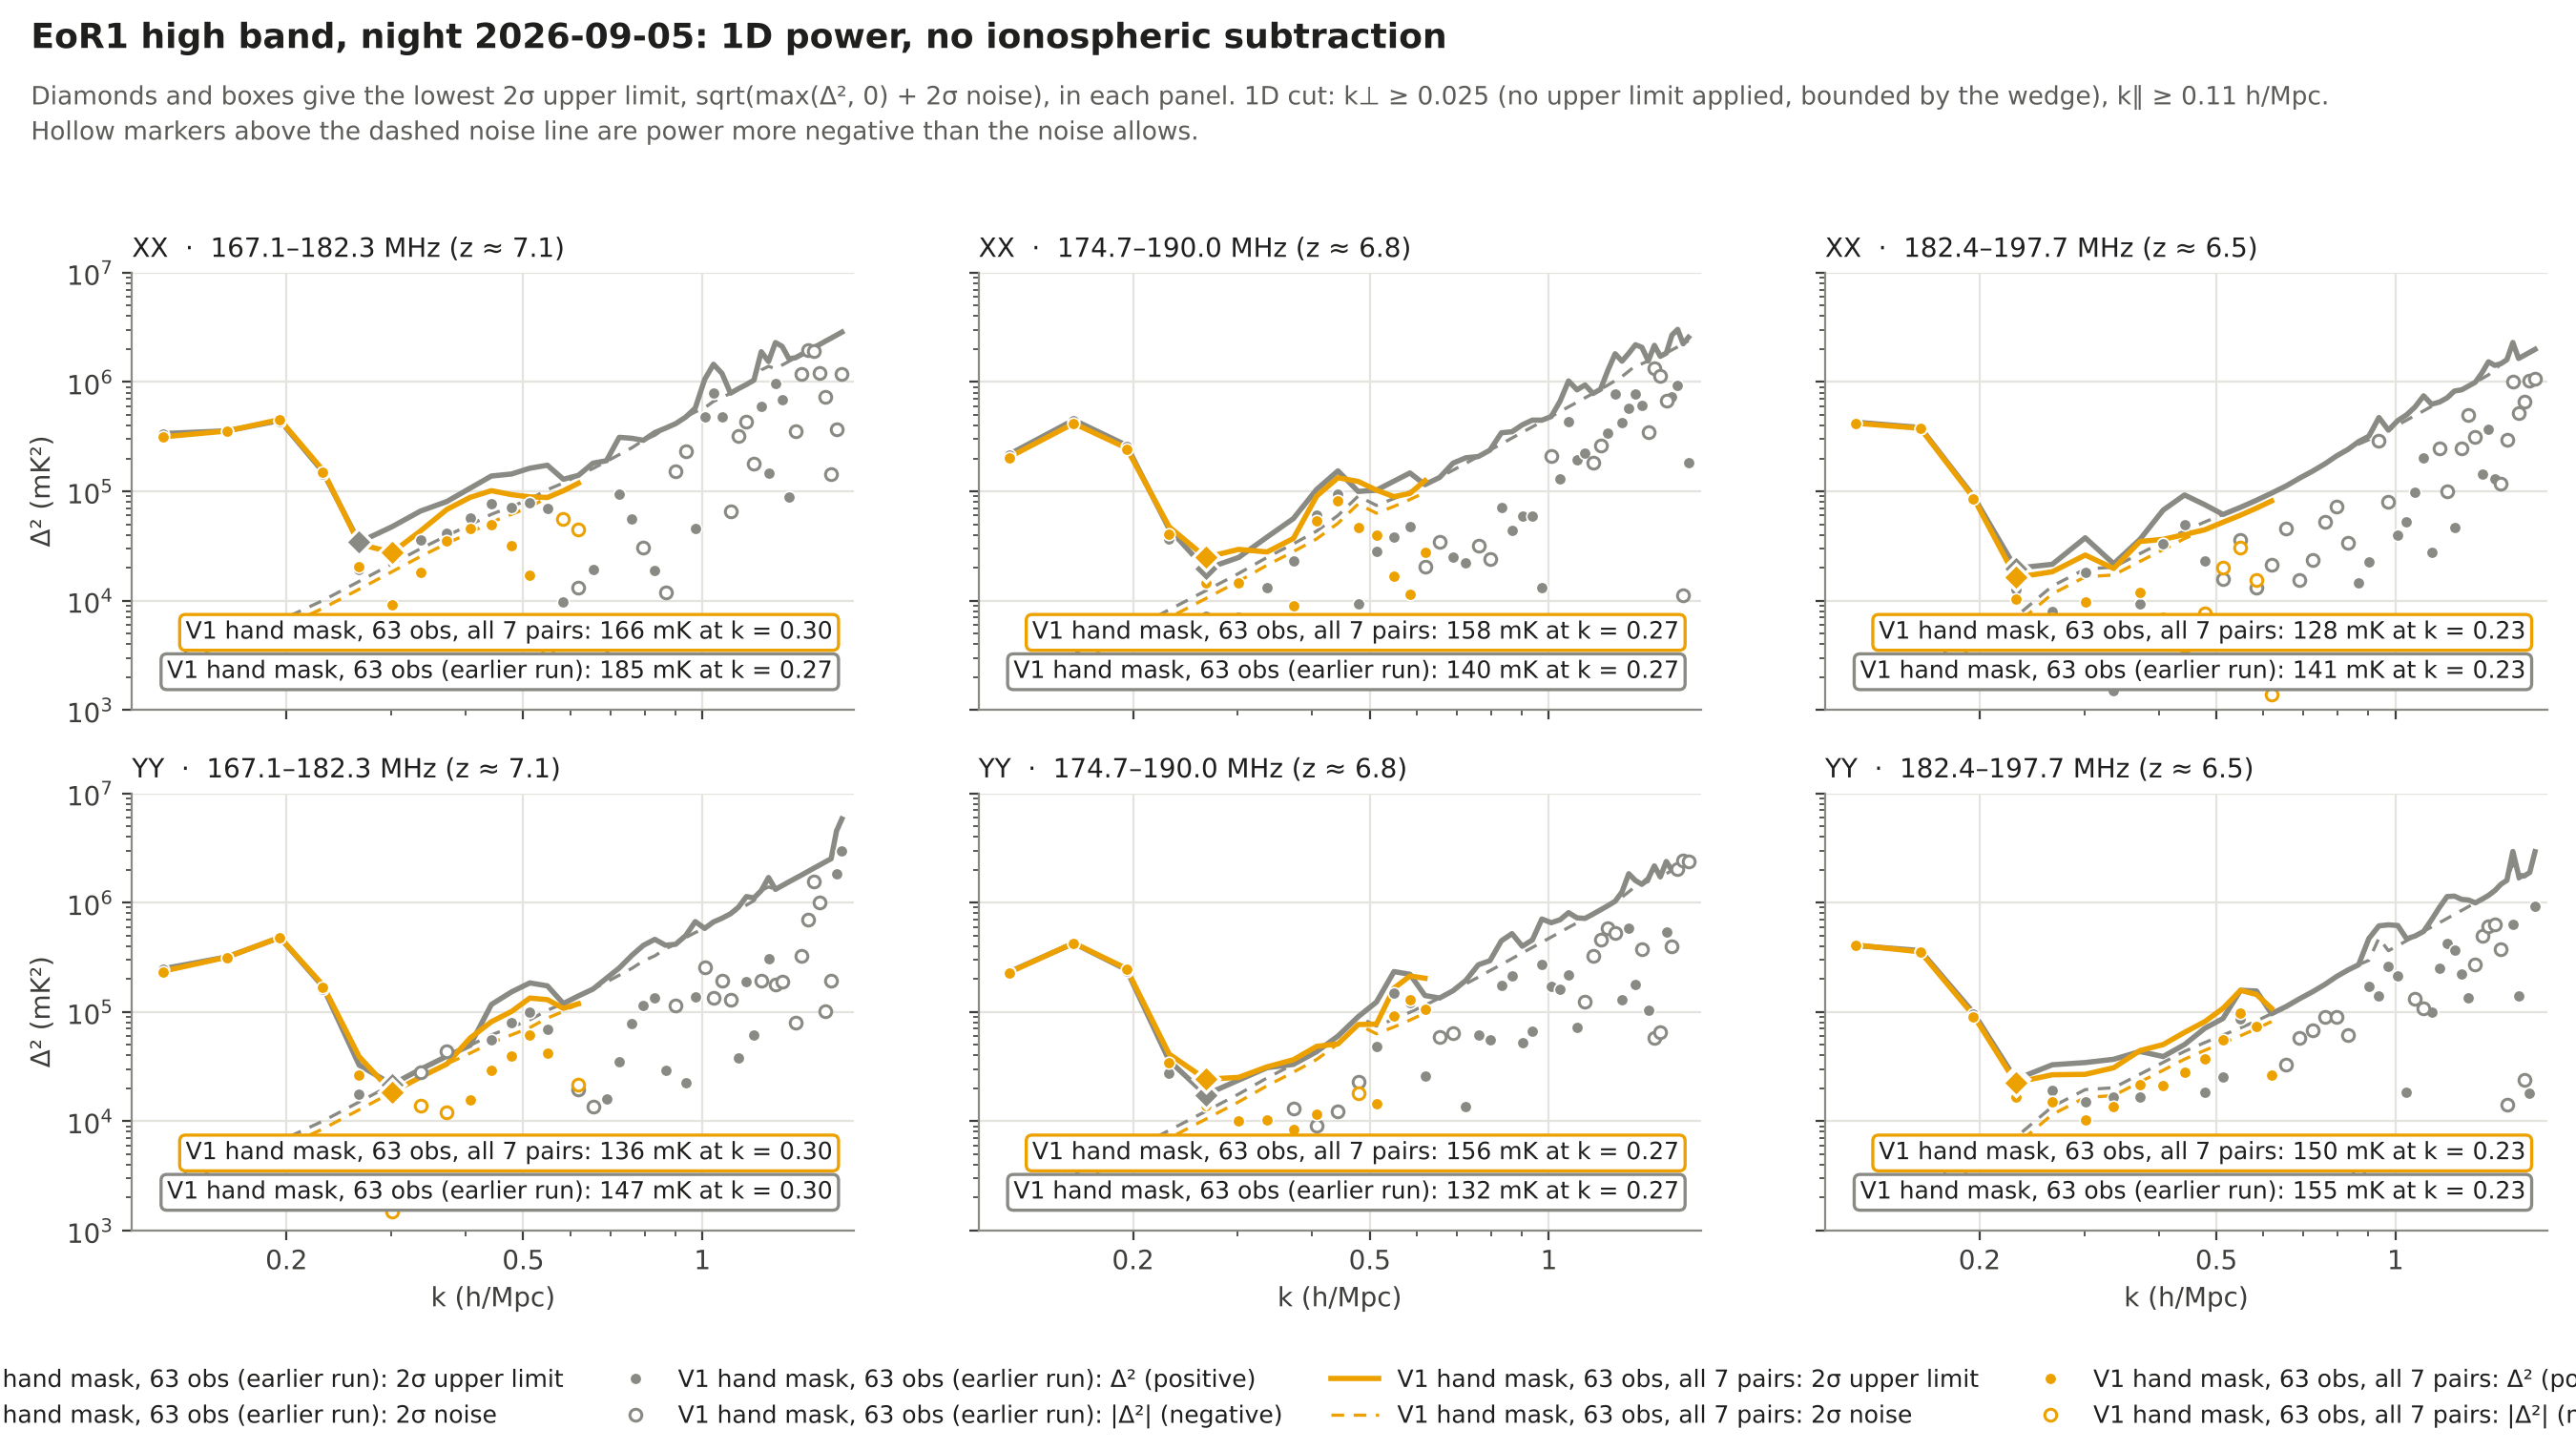 EoR1 high band, night 2026-09-05: 1D power, no ionospheric subtraction
Diamonds and boxes give the lowest 2σ upper limit, sqrt(max(Δ², 0) + 2σ noise), in each panel. 1D cut: k⊥ ≥ 0.025 (no upper limit applied, bounded by the wedge), k∥ ≥ 0.11 h/Mpc.
Hollow markers above the dashed noise line are power more negative than the noise allows.
XX · 167.1–182.3 MHz (z ≈ 7.1)
10⁷
10⁶
10⁵
10⁴
10³
Δ² (mK²)
V1 hand mask, 63 obs, all 7 pairs: 166 mK at k = 0.30
V1 hand mask, 63 obs (earlier run): 185 mK at k = 0.27
XX · 174.7–190.0 MHz (z ≈ 6.8)
V1 hand mask, 63 obs, all 7 pairs: 158 mK at k = 0.27
V1 hand mask, 63 obs (earlier run): 140 mK at k = 0.27
XX · 182.4–197.7 MHz (z ≈ 6.5)
V1 hand mask, 63 obs, all 7 pairs: 128 mK at k = 0.23
V1 hand mask, 63 obs (earlier run): 141 mK at k = 0.23
YY · 167.1–182.3 MHz (z ≈ 7.1)
10⁷
10⁶
10⁵
10⁴
10³
Δ² (mK²)
V1 hand mask, 63 obs, all 7 pairs: 136 mK at k = 0.30
V1 hand mask, 63 obs (earlier run): 147 mK at k = 0.30
0.2 0.5 1
k (h/Mpc)
YY · 174.7–190.0 MHz (z ≈ 6.8)
V1 hand mask, 63 obs, all 7 pairs: 156 mK at k = 0.27
V1 hand mask, 63 obs (earlier run): 132 mK at k = 0.27
0.2 0.5 1
k (h/Mpc)
YY · 182.4–197.7 MHz (z ≈ 6.5)
V1 hand mask, 63 obs, all 7 pairs: 150 mK at k = 0.23
V1 hand mask, 63 obs (earlier run): 155 mK at k = 0.23
0.2 0.5 1
k (h/Mpc)
hand mask, 63 obs (earlier run): 2σ upper limit
hand mask, 63 obs (earlier run): 2σ noise
V1 hand mask, 63 obs (earlier run): Δ² (positive)
V1 hand mask, 63 obs (earlier run): |Δ²| (negative)
V1 hand mask, 63 obs, all 7 pairs: 2σ upper limit
V1 hand mask, 63 obs, all 7 pairs: 2σ noise
V1 hand mask, 63 obs, all 7 pairs: Δ²
V1 hand mask, 63 obs, all 7 pairs: |Δ²|